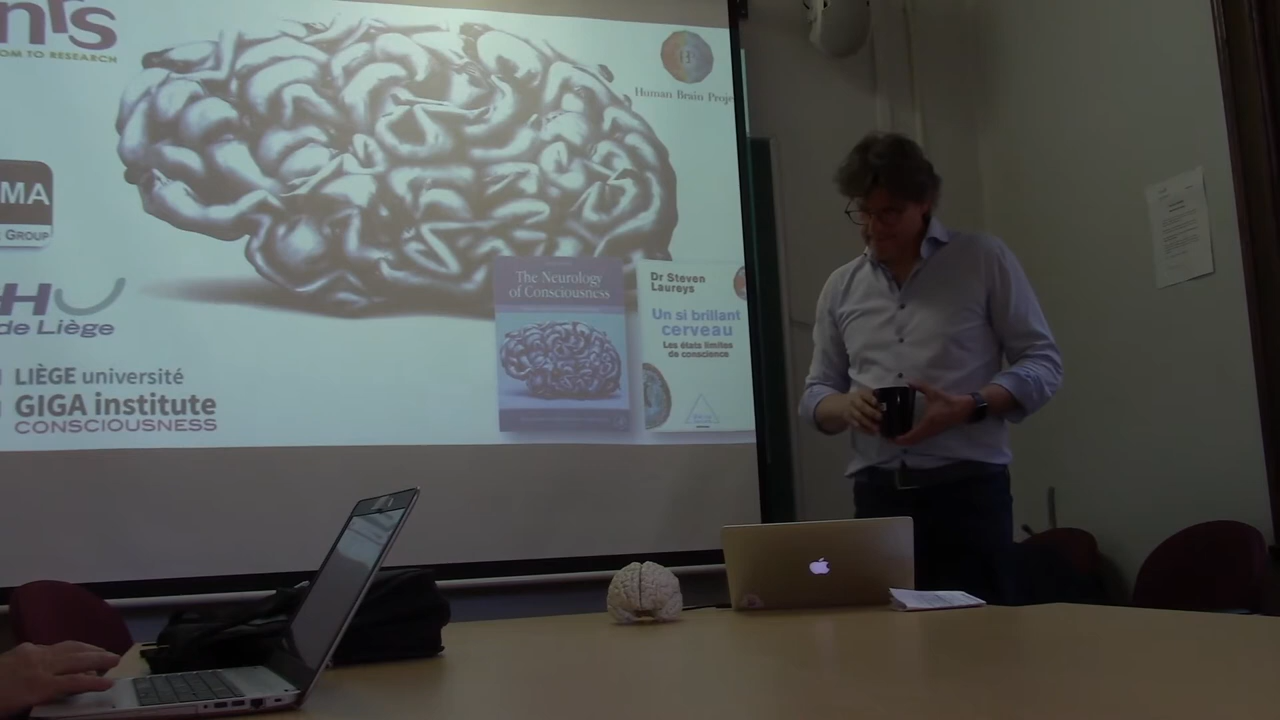 nrs
OM TO RESEARCH
Human Brain Proje
MA
GROUP
The Neurology
of Consciousness
Dr Steven
Laureys
Un si brillant
cerveau
Les états limites
de conscience
HU
de Liège
LIÈGE université
GIGA institute
CONSCIOUSNESS